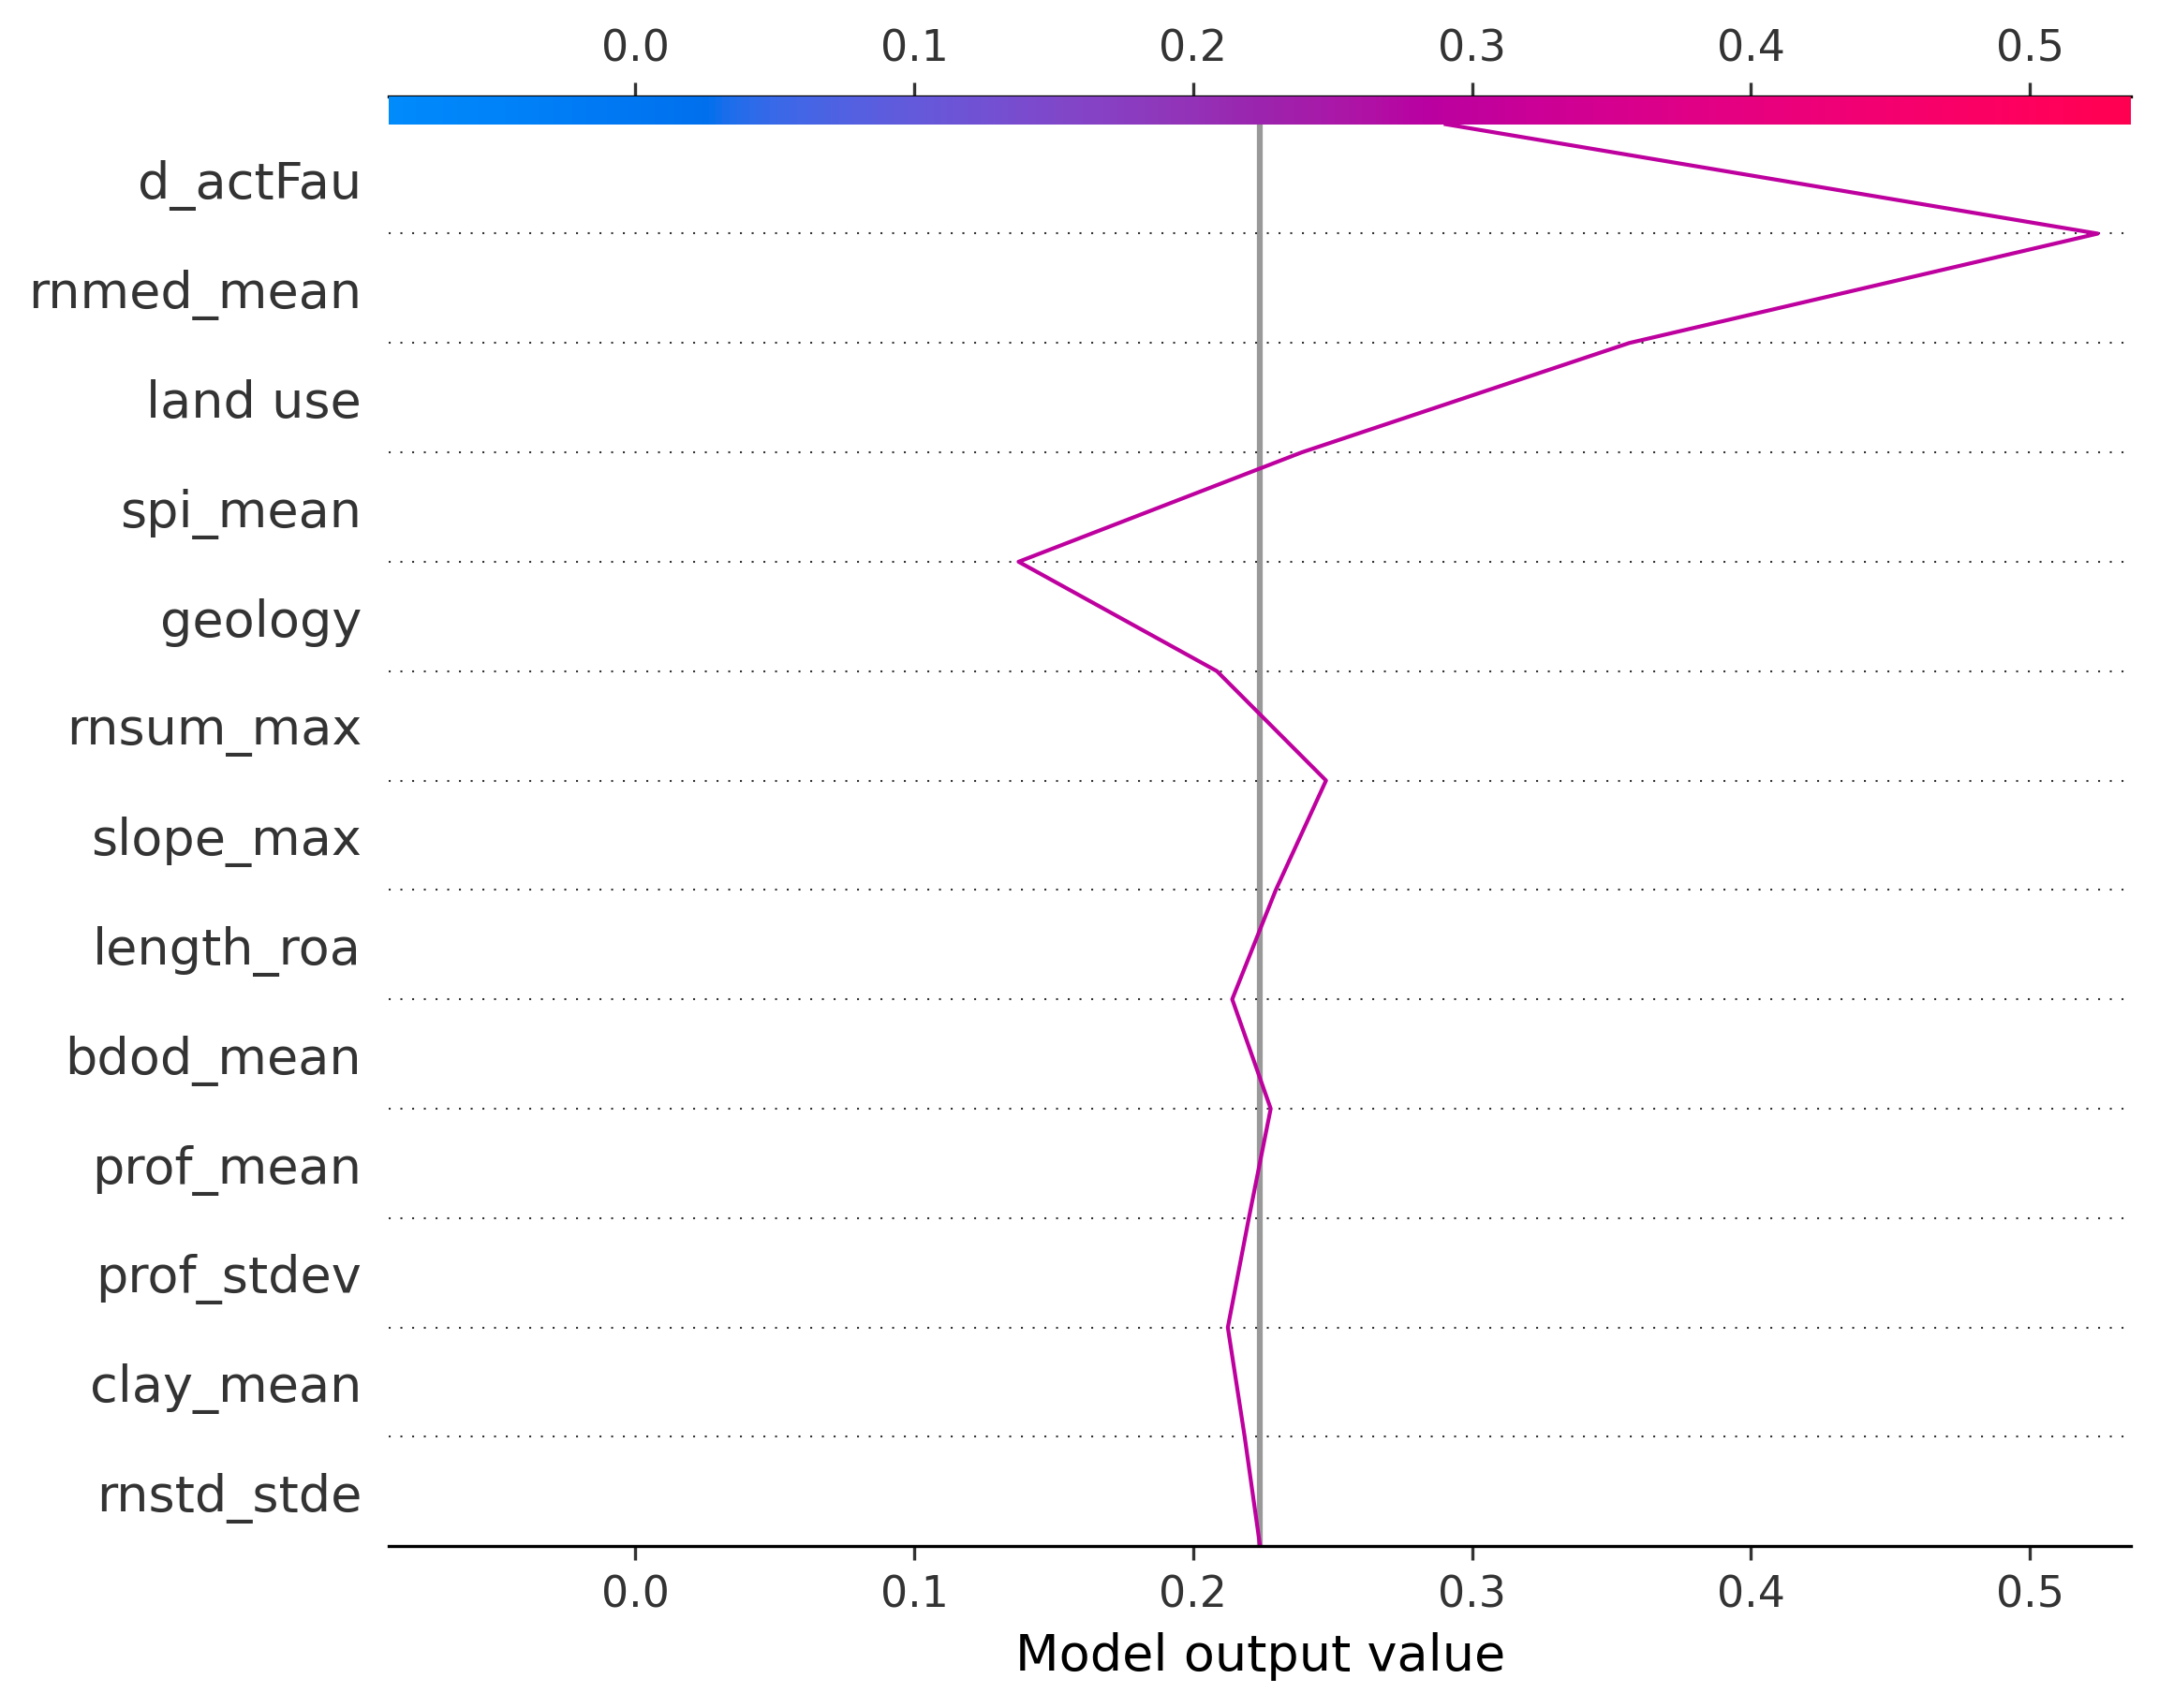 0.0 0.1 0.2 0.3 0.4 0.5
d_actFau
rnmed_mean
land use
spi_mean
geology
rnsum_max
slope_max
length_roa
bdod_mean
prof_mean
prof_stdev
clay_mean
rnstd_stde
0.0 0.1 0.2 0.3 0.4 0.5
Model output value